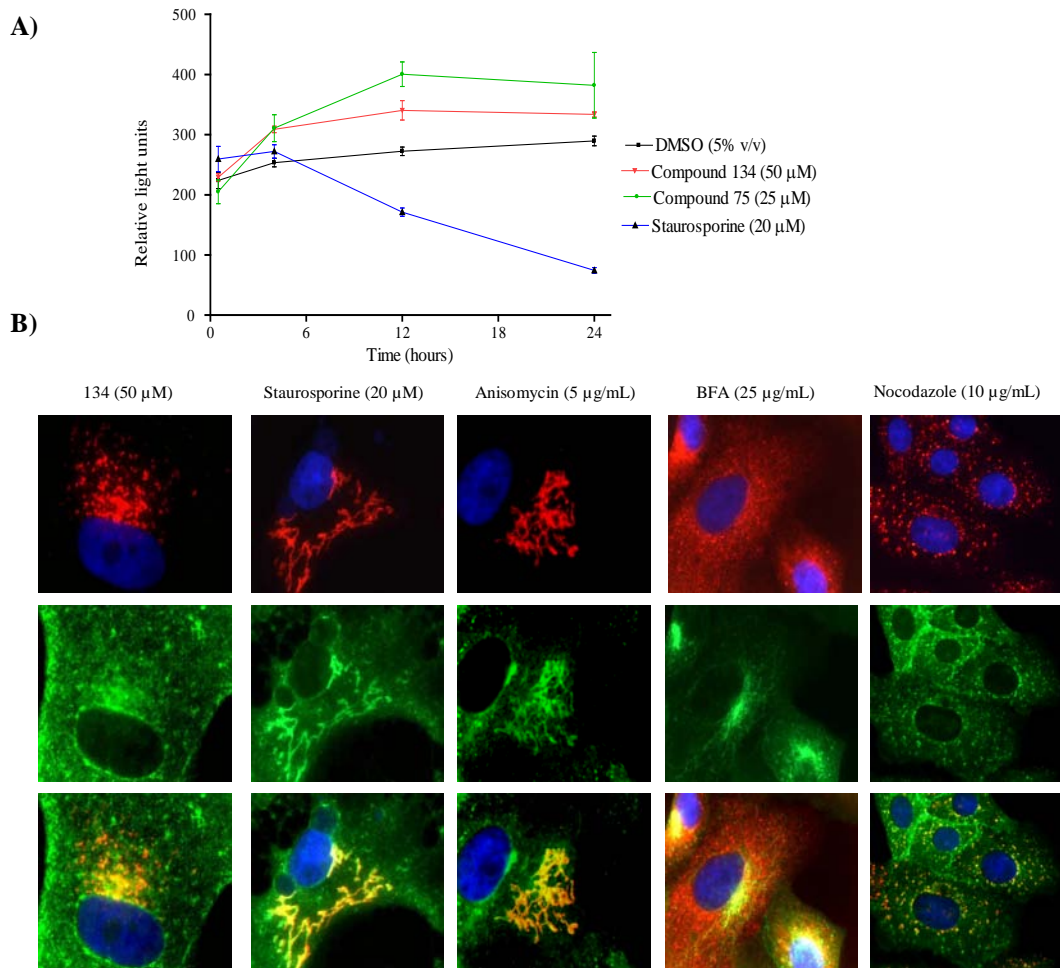 A)
500
400
300
200
100
0
Relative light units
0 6 12 18 24
Time (hours)
DMSO (5% v/v)
Compound 134 (50 µM)
Compound 75 (25 µM)
Staurosporine (20 µM)
B)
134 (50 µM) Staurosporine (20 µM) Anisomycin (5 µg/mL) BFA (25 µg/mL) Nocodazole (10 µg/mL)